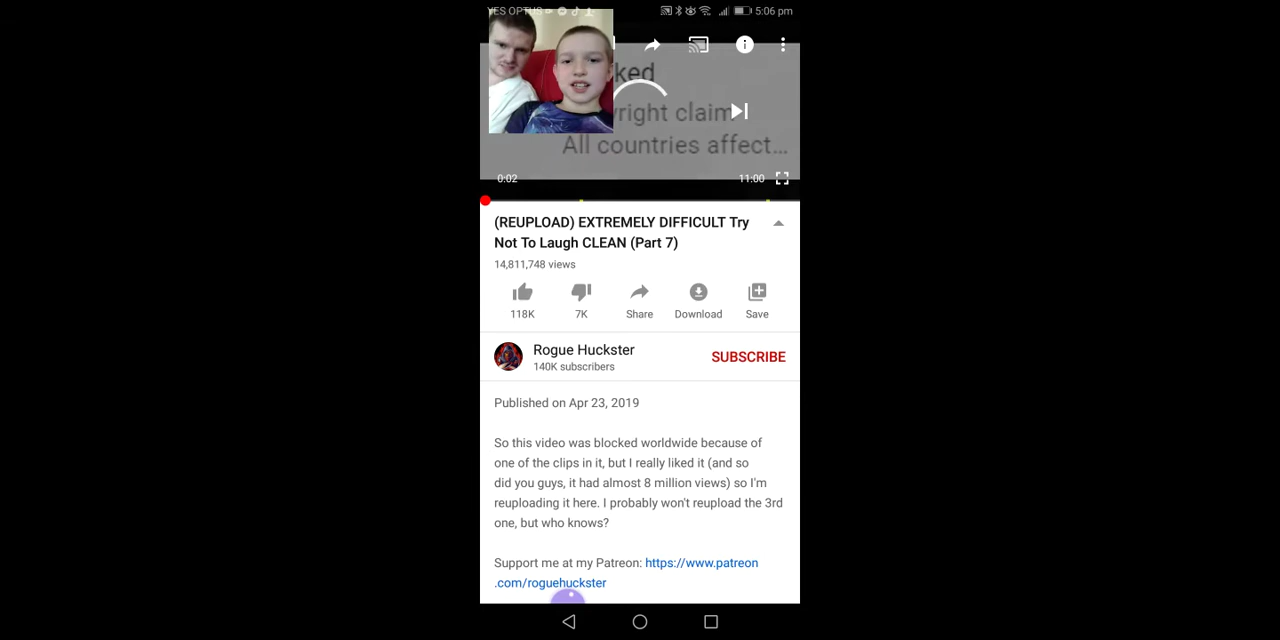 YES OPTUS
5:06 pm
ked
right claim
All countries affect...
0:02
11:00
(REUPLOAD) EXTREMELY DIFFICULT Try
Not To Laugh CLEAN (Part 7)
14,811,748 views
118K
7K
Share
Download
Save
Rogue Huckster
SUBSCRIBE
140K subscribers
Published on Apr 23, 2019
So this video was blocked worldwide because of
one of the clips in it, but I really liked it (and so
did you guys, it had almost 8 million views) so I'm
reuploading it here. I probably won't reupload the 3rd
one, but who knows?
Support me at my Patreon: https://www.patreon
.com/roguehuckster